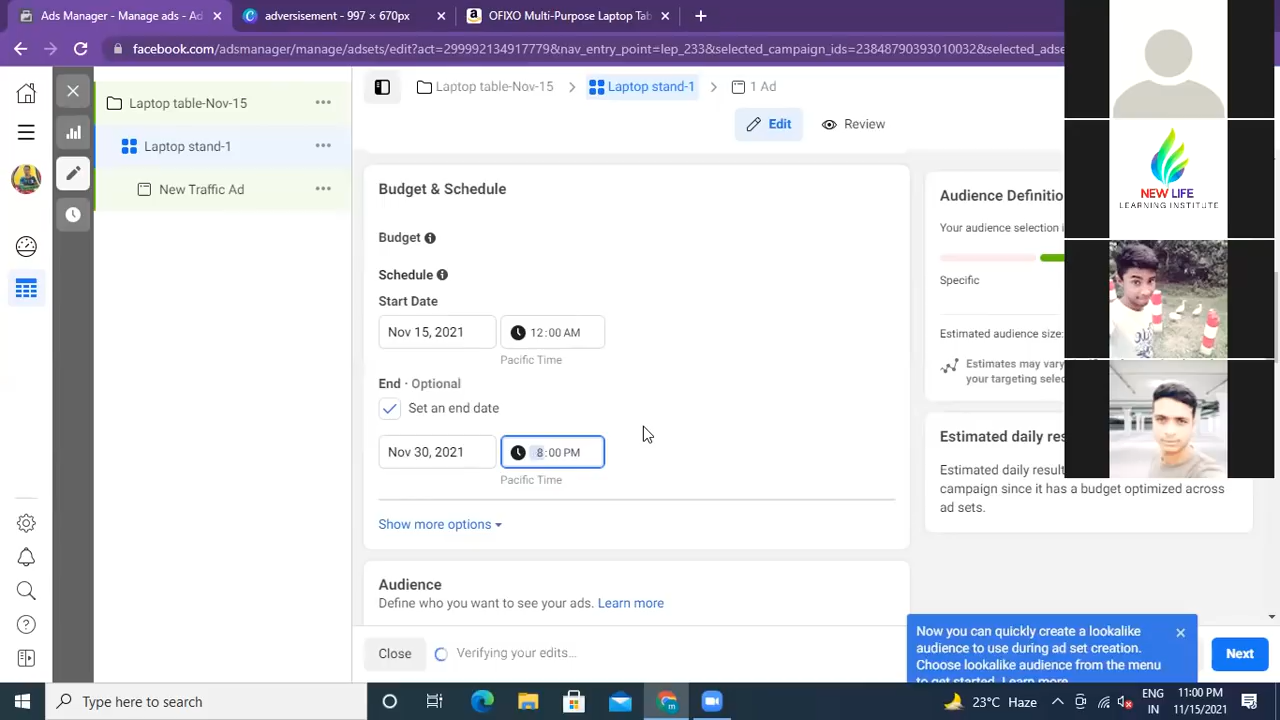 Ads Manager - Manage ads - Ads
adversisement - 997 × 670px
OFIXO Multi-Purpose Laptop Tab
facebook.com/adsmanager/manage/adsets/edit?act=299992134917779&nav_entry_point=lep_233&selected_campaign_ids=23848790393010032&selected_adse
Laptop table-Nov-15
Laptop stand-1
New Traffic Ad
Laptop table-Nov-15 > Laptop stand-1 > 1 Ad
Edit
Review
Budget & Schedule
Budget
Schedule
Start Date
Nov 15, 2021
12:00 AM
Pacific Time
End · Optional
Set an end date
Nov 30, 2021
8:00 PM
Pacific Time
Show more options
Audience
Define who you want to see your ads. Learn more
Close
Verifying your edits...
Audience Definitio
Your audience selection i
Specific
Estimated audience size:
Estimates may vary
your targeting selec
Estimated daily res
Estimated daily result
campaign since it has a budget optimized across
ad sets.
Now you can quickly create a lookalike
audience to use during ad set creation.
Choose lookalike audience from the menu
to get started. Learn more
Next
NEW LIFE
LEARNING INSTITUTE
Type here to search
23°C Haze
ENG
IN
11:00 PM
11/15/2021